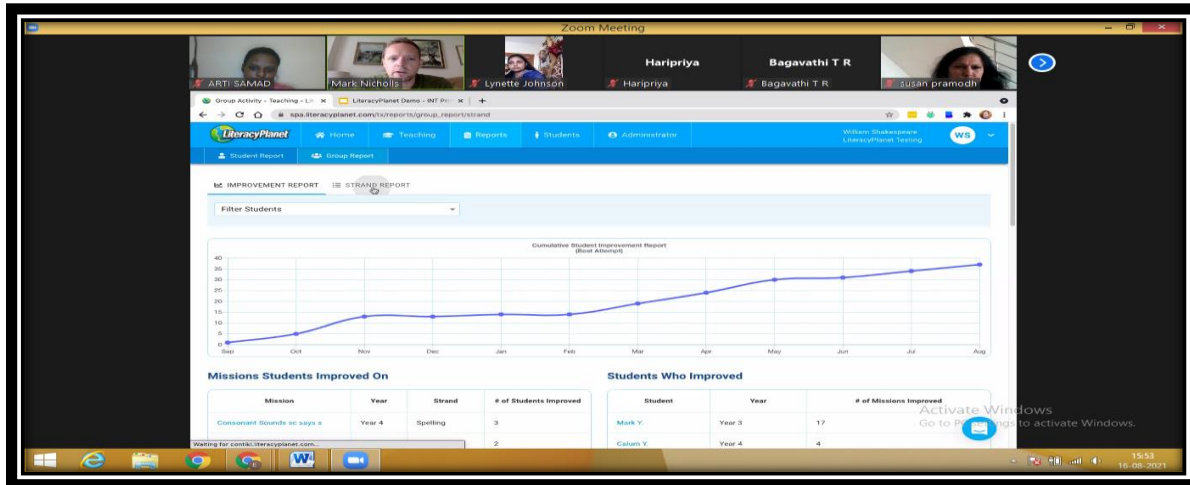 Zoom Meeting
Haripriya
Bagavathi T R
ARTI SAMAD
Mark Nicholls
Lynette Johnson
Haripriya
Bagavathi T R
susan pramodh
Group Activity - Teaching - Li
LiteracyPlanet Demo - INT Pri
spa.literacyplanet.com/tx/reports/group_report/strand
LiteracyPlanet
Home
Teaching
Reports
Students
Administrator
William Shakespeare
LiteracyPlanet Testing
WS
Student Report
Group Report
IMPROVEMENT REPORT
STRAND REPORT
Filter Students
Cumulative Student Improvement Report
(Best Attempt)
40
35
30
25
20
15
10
5
0
Sep Oct Nov Dec Jan Feb Mar Apr May Jun Jul Aug
Missions Students Improved On
Students Who Improved
Mission Year Strand # of Students Improved
Student Year # of Missions Improved
Consonant Sounds sc says s Year 4 Spelling 3
Mark Y. Year 3 17
2
Calum Y. Year 4 4
Waiting for contiki.literacyplanet.com...
Activate Windows
Go to PC settings to activate Windows.
15:53
16-08-2021